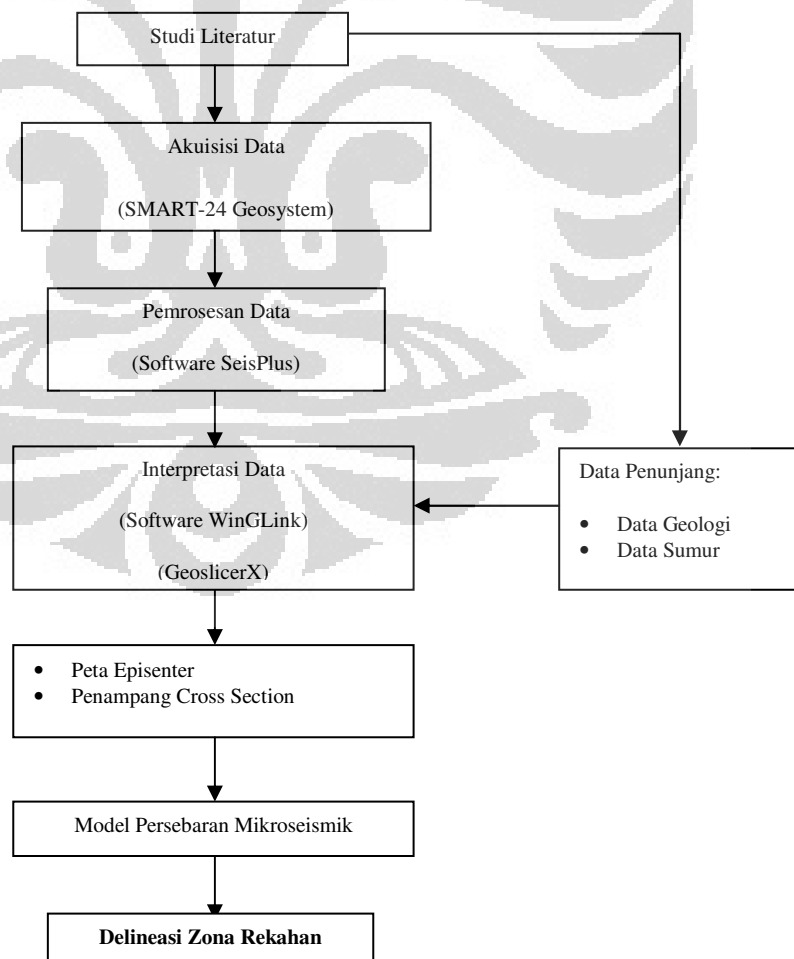 Studi Literatur
Akuisisi Data
(SMART-24 Geosystem)
Pemrosesan Data
(Software SeisPlus)
Interpretasi Data
(Software WinGLink)
(GeoslicerX)
Data Penunjang:
• Data Geologi
• Data Sumur
• Peta Episenter
• Penampang Cross Section
Model Persebaran Mikroseismik
Delineasi Zona Rekahan